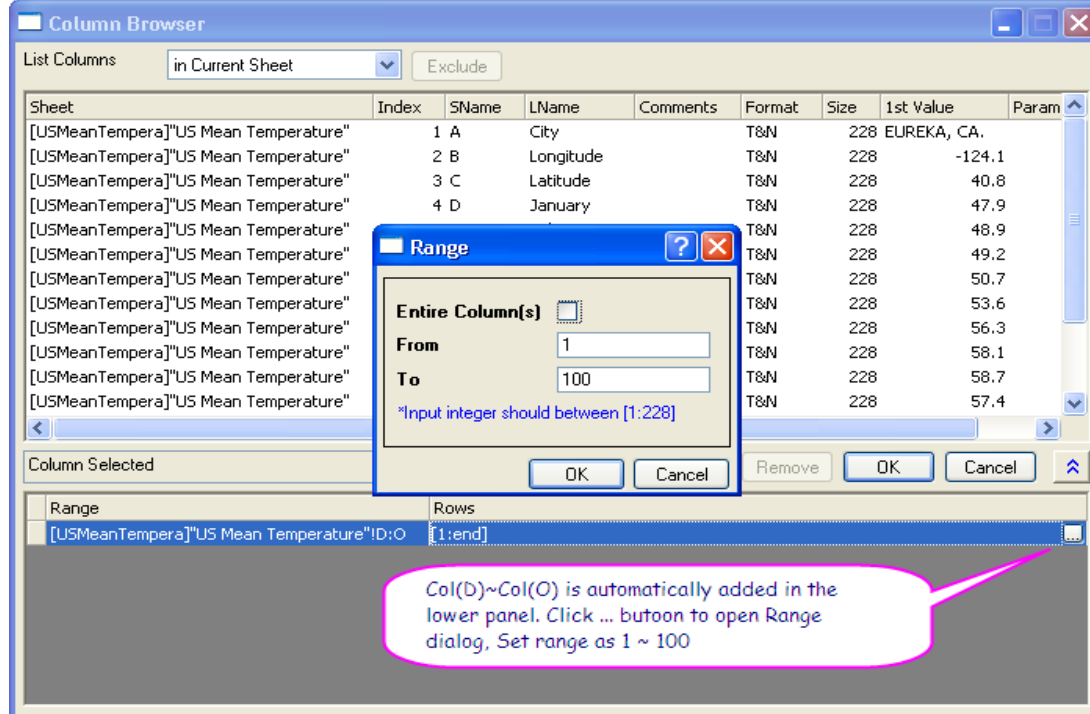 Column Browser
List Columns in Current Sheet Exclude
Sheet Index SName LName Comments Format Size 1st Value Param
[USMeanTempera]"US Mean Temperature" 1 A City T&N 228 EUREKA, CA.
[USMeanTempera]"US Mean Temperature" 2 B Longitude T&N 228 -124.1
[USMeanTempera]"US Mean Temperature" 3 C Latitude T&N 228 40.8
[USMeanTempera]"US Mean Temperature" 4 D January T&N 228 47.9
[USMeanTempera]"US Mean Temperature" T&N 228 48.9
[USMeanTempera]"US Mean Temperature" T&N 228 49.2
[USMeanTempera]"US Mean Temperature" T&N 228 50.7
[USMeanTempera]"US Mean Temperature" T&N 228 53.6
[USMeanTempera]"US Mean Temperature" T&N 228 56.3
[USMeanTempera]"US Mean Temperature" T&N 228 58.1
[USMeanTempera]"US Mean Temperature" T&N 228 58.7
[USMeanTempera]"US Mean Temperature" T&N 228 57.4
Range
Entire Column(s)
From 1
To 100
*Input integer should between [1:228]
OK Cancel
Column Selected Remove OK Cancel
Range Rows
[USMeanTempera]"US Mean Temperature"!D:O [1:end] ...
Col(D)~Col(O) is automatically added in the
lower panel. Click ... butoon to open Range
dialog, Set range as 1 ~ 100